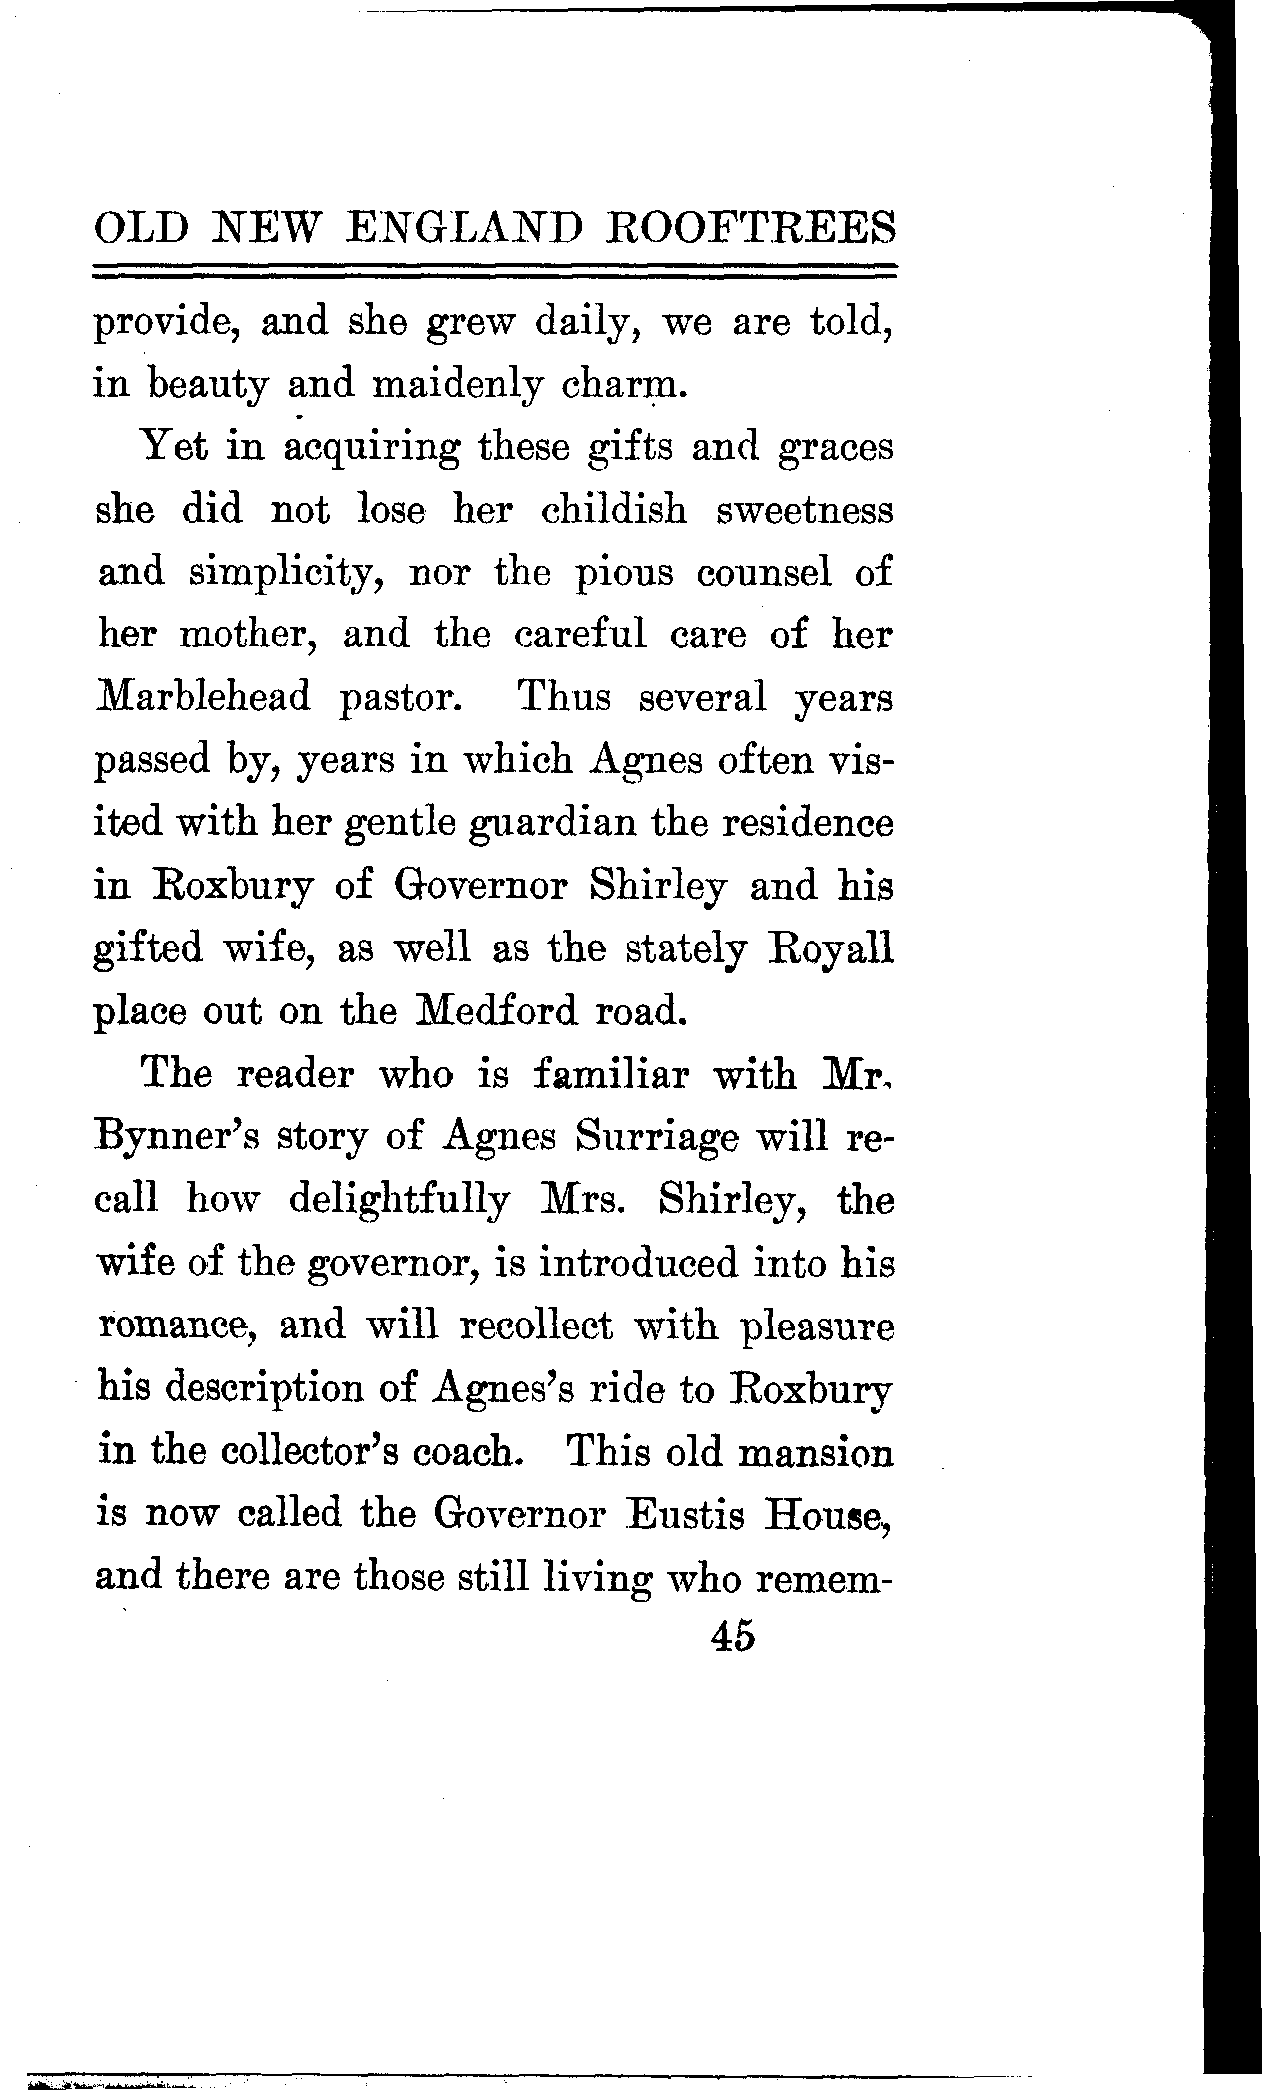 OLD NEW ENGLAND ROOFTREES
provide, and she grew daily, we are told,
in beauty and maidenly charm.
Yet in acquiring these gifts and graces
she did not lose her childish sweetness
and simplicity, nor the pious counsel of
her mother, and the careful care of her
Marblehead pastor. Thus several years
passed by, years in which Agnes often vis-
ited with her gentle guardian the residence
in Roxbury of Governor Shirley and his
gifted wife, as well as the stately Royall
place out on the Medford road.
The reader who is familiar with Mr.
Bynner's story of Agnes Surriage will re-
call how delightfully Mrs. Shirley, the
wife of the governor, is introduced into his
romance, and will recollect with pleasure
his description of Agnes's ride to Roxbury
in the collector's coach. This old mansion
is now called the Governor Eustis House,
and there are those still living who remem-
45